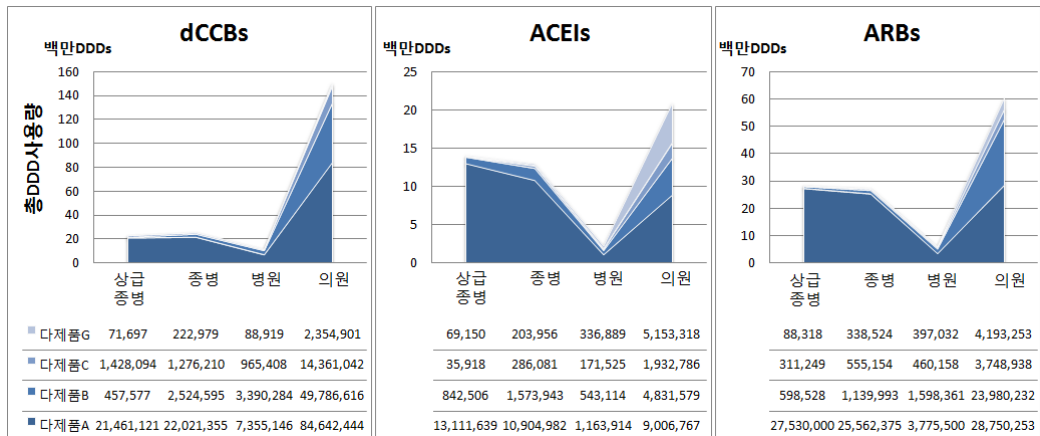 dCCBs
백만DDDs
총DDD사용량
160
140
120
100
80
60
40
20
0
상급
종병 종병 병원 의원
다제품G 71,697 222,979 88,919 2,354,901
다제품C 1,428,094 1,276,210 965,408 14,361,042
다제품B 457,577 2,524,595 3,390,284 49,786,616
다제품A 21,461,121 22,021,355 7,355,146 84,642,444
ACEIs
백만DDDs
25
20
15
10
5
0
상급
종병 종병 병원 의원
69,150 203,956 336,889 5,153,318
35,918 286,081 171,525 1,932,786
842,506 1,573,943 543,114 4,831,579
13,111,639 10,904,982 1,163,914 9,006,767
ARBs
백만DDDs
70
60
50
40
30
20
10
0
상급
종병 종병 병원 의원
88,318 338,524 397,032 4,193,253
311,249 555,154 460,158 3,748,938
598,528 1,139,993 1,598,361 23,980,232
27,530,000 25,562,375 3,775,500 28,750,253